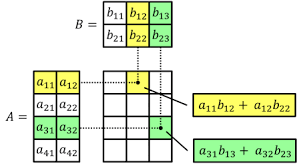 B = b₁₁ b₁₂ b₁₃
b₂₁ b₂₂ b₂₃
A = a₁₁ a₁₂
a₂₁ a₂₂
a₃₁ a₃₂
a₄₁ a₄₂
a₁₁b₁₂ + a₁₂b₂₂
a₃₁b₁₃ + a₃₂b₂₃